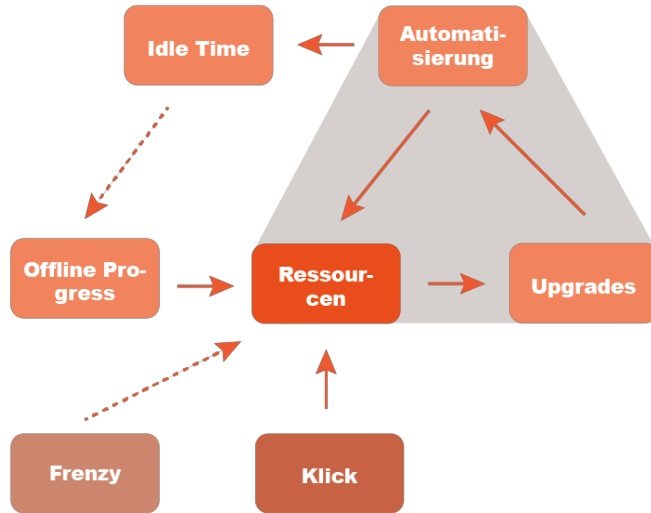 Idle Time
Automati-
sierung
Offline Pro-
gress
Ressour-
cen
Upgrades
Frenzy
Klick